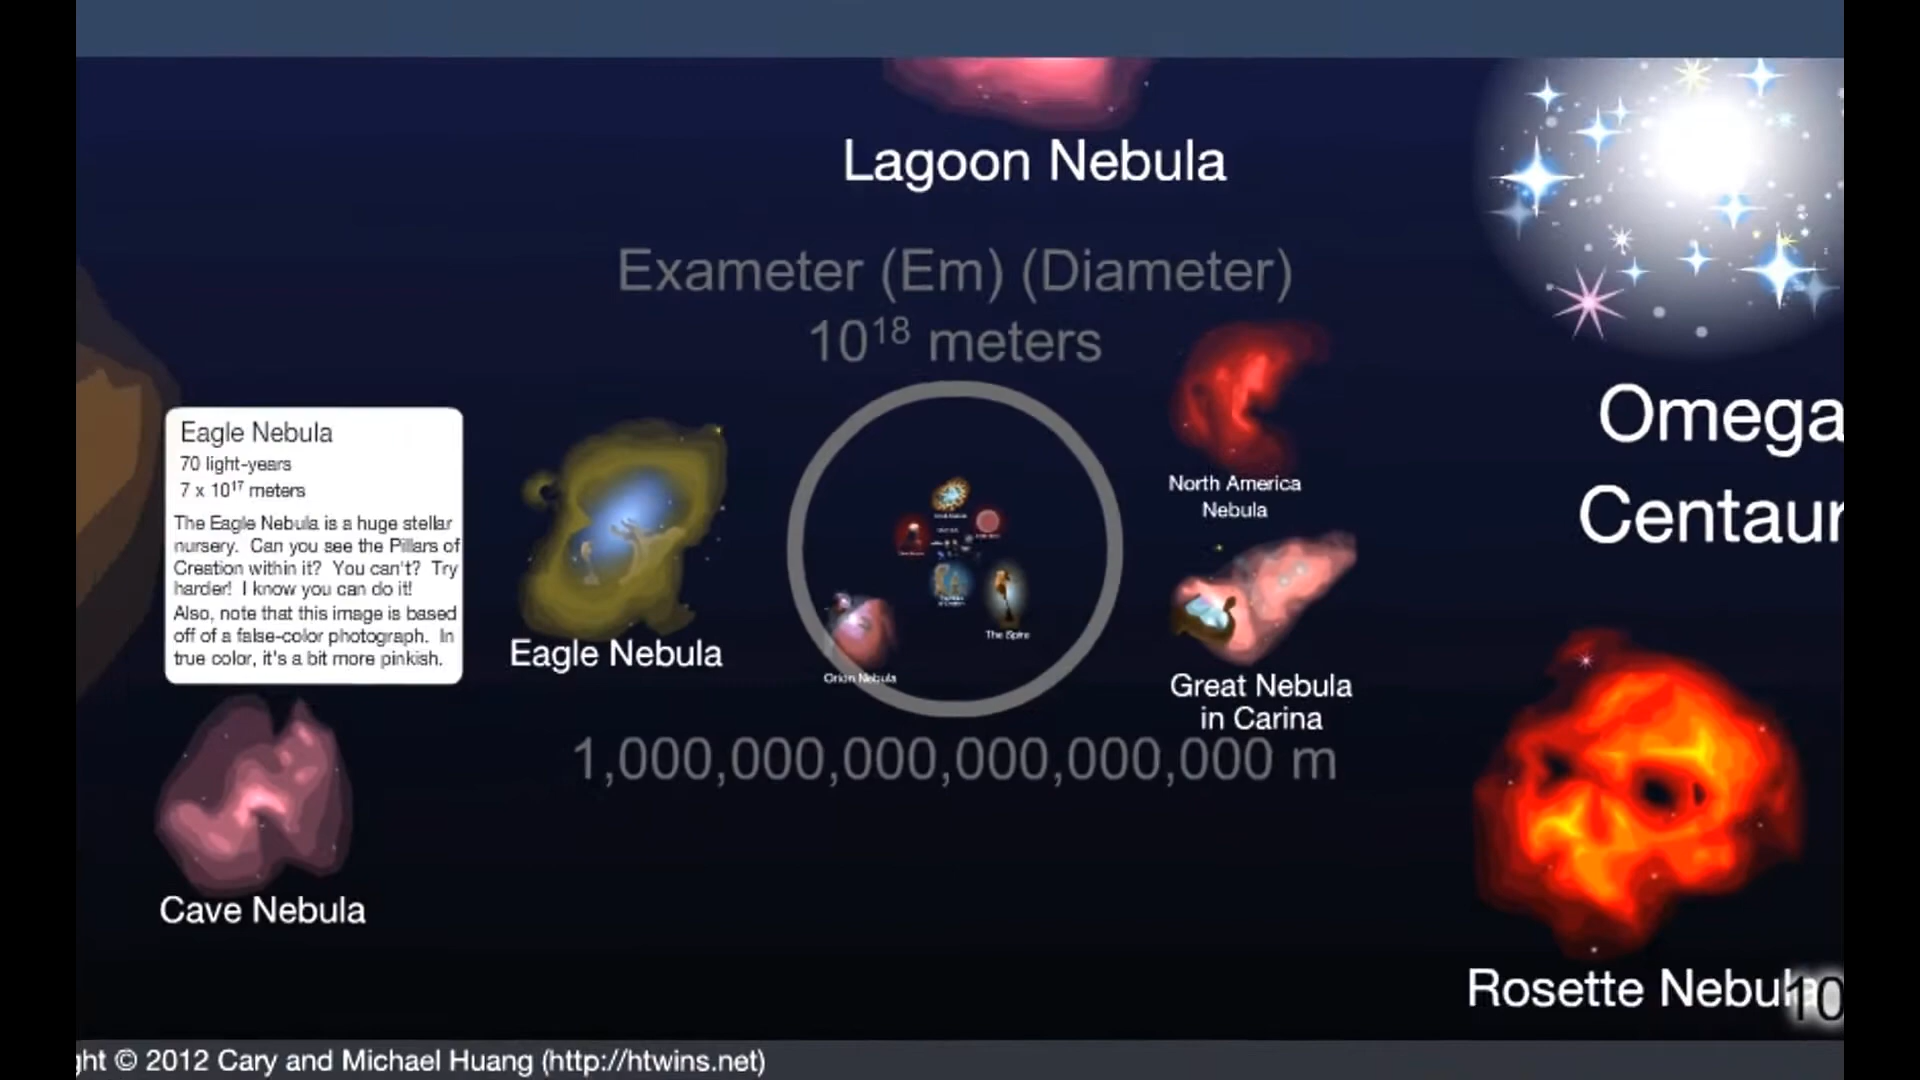 Lagoon Nebula
Exameter (Em) (Diameter)
10¹⁸ meters
Omega
Centaur
Eagle Nebula
70 light-years
7 x 10¹⁷ meters
The Eagle Nebula is a huge stellar
nursery. Can you see the Pillars of
Creation within it? You can't? Try
harder! I know you can do it!
Also, note that this image is based
off of a false-color photograph. In
true color, it's a bit more pinkish.
Eagle Nebula
North America
Nebula
The Spire
Orion Nebula
Great Nebula
in Carina
1,000,000,000,000,000,000 m
Cave Nebula
Rosette Nebula
10
ght © 2012 Cary and Michael Huang (http://htwins.net)